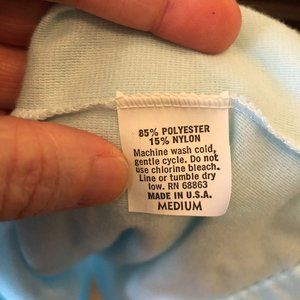 85% POLYESTER
15% NYLON
Machine wash cold,
gentle cycle. Do not
use chlorine bleach.
Line or tumble dry
low. RN 68863
MADE IN U.S.A.
MEDIUM